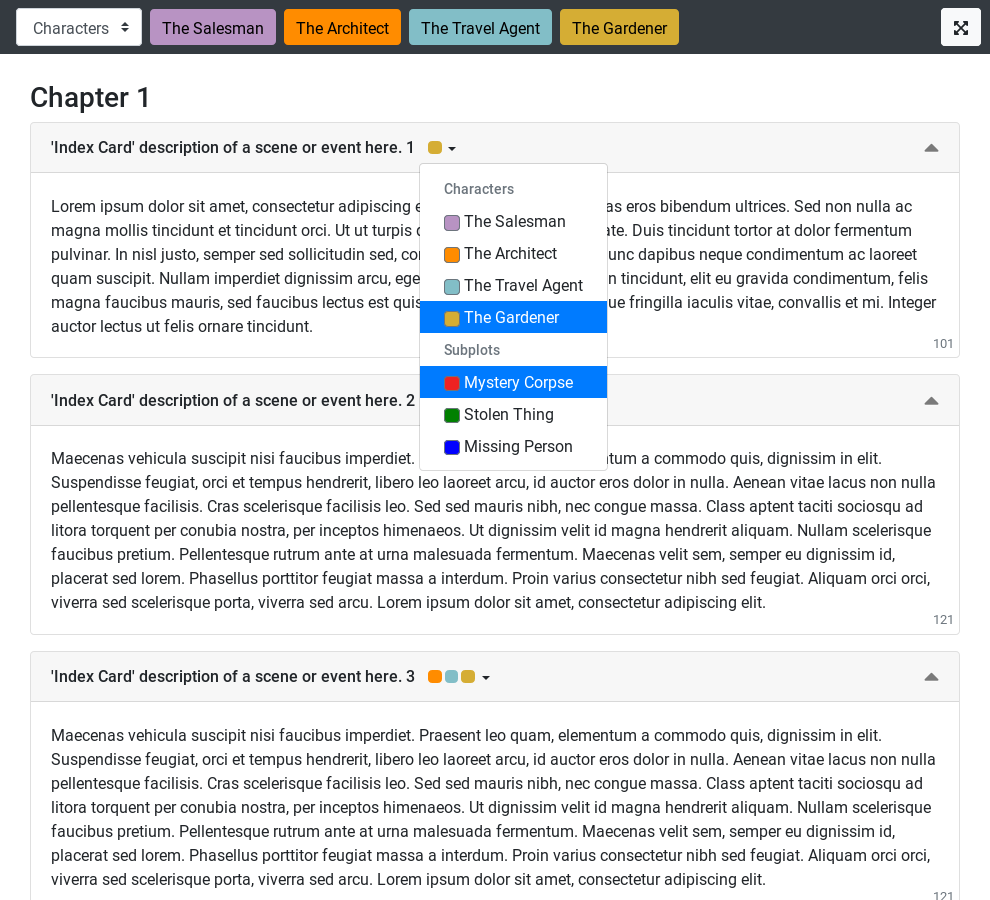 Characters The Salesman The Architect The Travel Agent The Gardener
Chapter 1
'Index Card' description of a scene or event here. 1
Characters
The Salesman
The Architect
The Travel Agent
The Gardener
Subplots
Mystery Corpse
Stolen Thing
Missing Person
Lorem ipsum dolor sit amet, consectetur adipiscing as eros bibendum ultrices. Sed non nulla ac
magna mollis tincidunt et tincidunt orci. Ut ut turpis Duis tincidunt tortor at dolor fermentum
pulvinar. In nisl justo, semper sed sollicitudin sed, dapibus neque condimentum ac laoreet
quam suscipit. Nullam imperdiet dignissim arcu, tincidunt, elit eu gravida condimentum, felis
magna faucibus mauris, sed faucibus lectus est fringilla iaculis vitae, convallis et mi. Integer
auctor lectus ut felis ornare tincidunt.
101
'Index Card' description of a scene or event here. 2
Maecenas vehicula suscipit nisi faucibus imperdiet. a commodo quis, dignissim in elit.
Suspendisse feugiat, orci et tempus hendrerit, libero leo laoreet arcu, id auctor eros dolor in nulla. Aenean vitae lacus non nulla
pellentesque facilisis. Cras scelerisque facilisis leo. Sed sed mauris nibh, nec congue massa. Class aptent taciti sociosqu ad
litora torquent per conubia nostra, per inceptos himenaeos. Ut dignissim velit id magna hendrerit aliquam. Nullam scelerisque
faucibus pretium. Pellentesque rutrum ante at urna malesuada fermentum. Maecenas velit sem, semper eu dignissim id,
placerat sed lorem. Phasellus porttitor feugiat massa a interdum. Proin varius consectetur nibh sed feugiat. Aliquam orci orci,
viverra sed scelerisque porta, viverra sed arcu. Lorem ipsum dolor sit amet, consectetur adipiscing elit.
121
'Index Card' description of a scene or event here. 3
Maecenas vehicula suscipit nisi faucibus imperdiet. Praesent leo quam, elementum a commodo quis, dignissim in elit.
Suspendisse feugiat, orci et tempus hendrerit, libero leo laoreet arcu, id auctor eros dolor in nulla. Aenean vitae lacus non nulla
pellentesque facilisis. Cras scelerisque facilisis leo. Sed sed mauris nibh, nec congue massa. Class aptent taciti sociosqu ad
litora torquent per conubia nostra, per inceptos himenaeos. Ut dignissim velit id magna hendrerit aliquam. Nullam scelerisque
faucibus pretium. Pellentesque rutrum ante at urna malesuada fermentum. Maecenas velit sem, semper eu dignissim id,
placerat sed lorem. Phasellus porttitor feugiat massa a interdum. Proin varius consectetur nibh sed feugiat. Aliquam orci orci,
viverra sed scelerisque porta, viverra sed arcu. Lorem ipsum dolor sit amet, consectetur adipiscing elit.
121